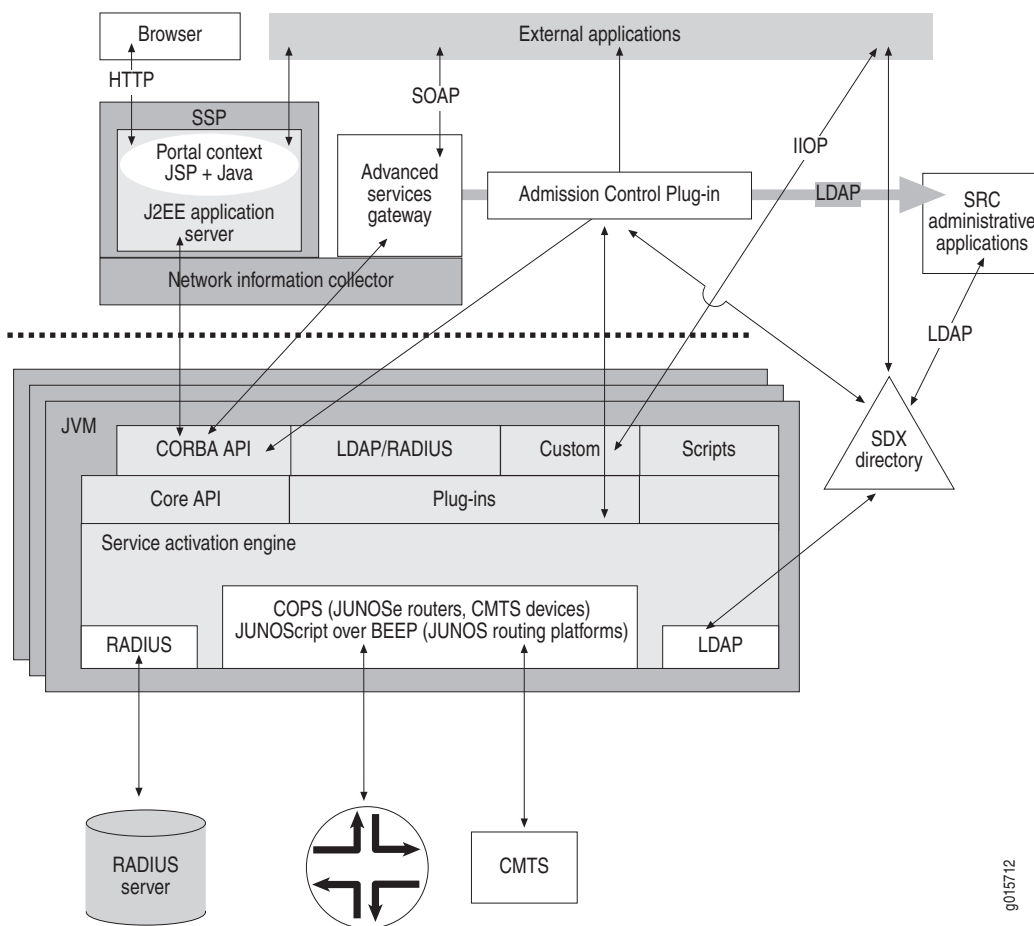 Browser
External applications
HTTP
SOAP
SSP
Portal context
JSP + Java
J2EE application
server
Advanced
services
gateway
IIOP
Admission Control Plug-in
LDAP
SRC
administrative
applications
Network information collector
LDAP
JVM
CORBA API
LDAP/RADIUS
Custom
Scripts
SDX
directory
Core API
Plug-ins
Service activation engine
COPS (JUNOSe routers, CMTS devices)
JUNOScript over BEEP (JUNOS routing platforms)
RADIUS
LDAP
RADIUS
server
CMTS
g015712